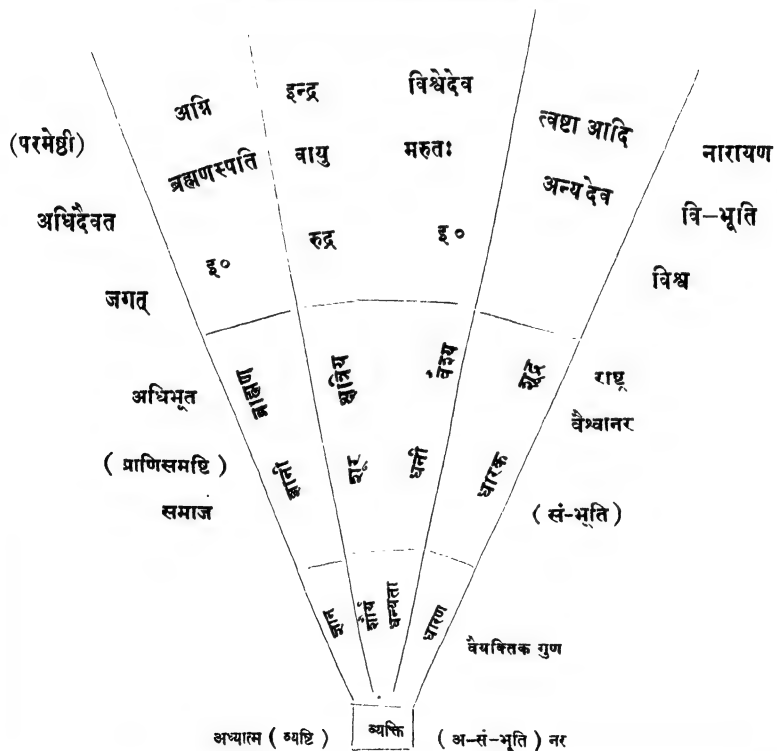 अग्नि इन्द्र विश्वेदेव त्वष्टा आदि
(परमेष्ठी) ब्रह्मणस्पति वायु मरुतः अन्यदेव नारायण
अधिदैवत रुद्र इ० वि-भूति
जगत् इ० विश्व
अधिभूत ब्राह्मण क्षत्रिय वैश्य शूद्र राष्ट्र
वैश्वानर
(प्राणिसमष्टि) ज्ञानी शूर धनी धारक
समाज (सं-भूति)
ज्ञान शौर्य धन्यता धारण
वैयक्तिक गुण
अध्यात्म (व्यष्टि) व्यक्ति (अ-सं-भूति) नर